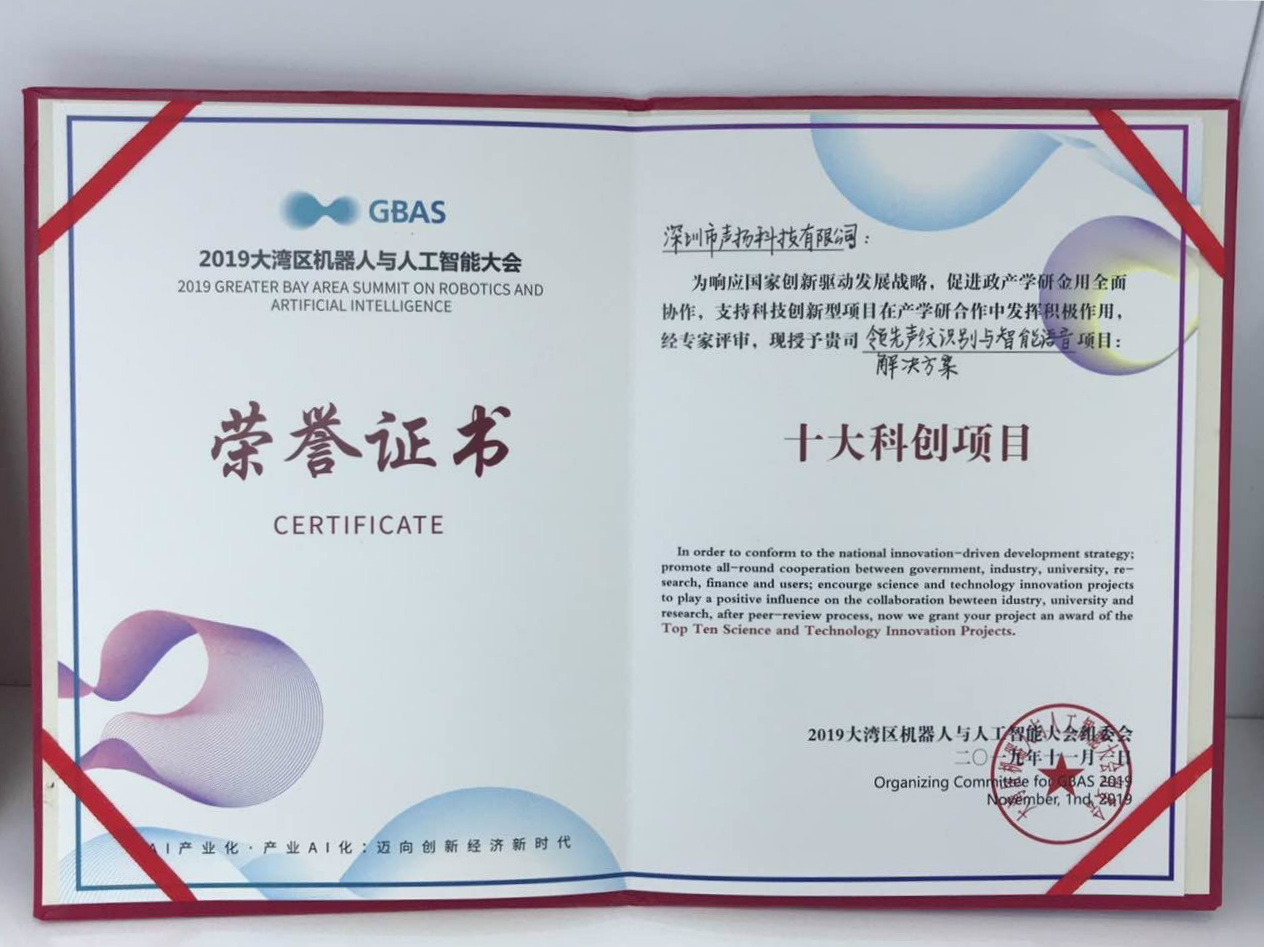 GBAS
2019大湾区机器人与人工智能大会
2019 GREATER BAY AREA SUMMIT ON ROBOTICS AND
ARTIFICIAL INTELLIGENCE
荣誉证书
CERTIFICATE
AI产业化·产业AI化:迈向创新经济新时代
深圳市声扬科技有限公司:
为响应国家创新驱动发展战略,促进政产学研金用全面
协作,支持科技创新型项目在产学研合作中发挥积极作用,
经专家评审,现授予贵司 领先声纹识别与智能语音 项目:
解决方案
十大科创项目
In order to conform to the national innovation-driven development strategy;
promote all-round cooperation between government, industry, university, re-
search, finance and users; encourge science and technology innovation projects
to play a positive influence on the collaboration bewteen idustry, university and
research, after peer-review process, now we grant your project an award of the
Top Ten Science and Technology Innovation Projects.
2019大湾区机器人与人工智能大会组委会
二〇一九年十一月一日
Organizing Committee for GBAS 2019
November, 1nd, 2019